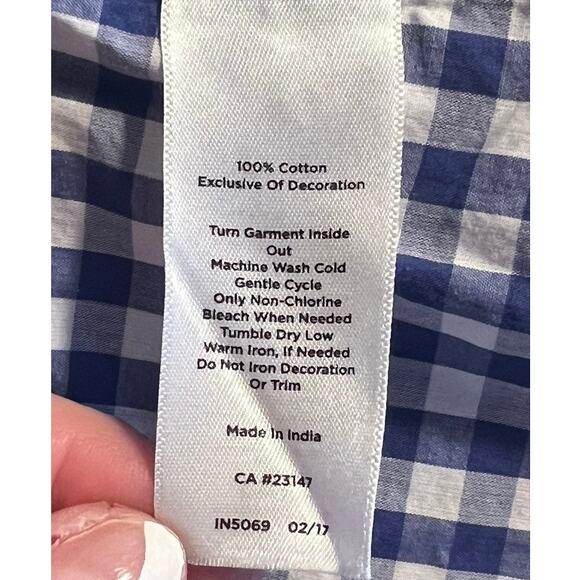 100% Cotton
Exclusive Of Decoration
Turn Garment Inside
Out
Machine Wash Cold
Gentle Cycle
Only Non-Chlorine
Bleach When Needed
Tumble Dry Low
Warm Iron, If Needed
Do Not Iron Decoration
Or Trim
Made In India
CA #23147
IN5069 02/17